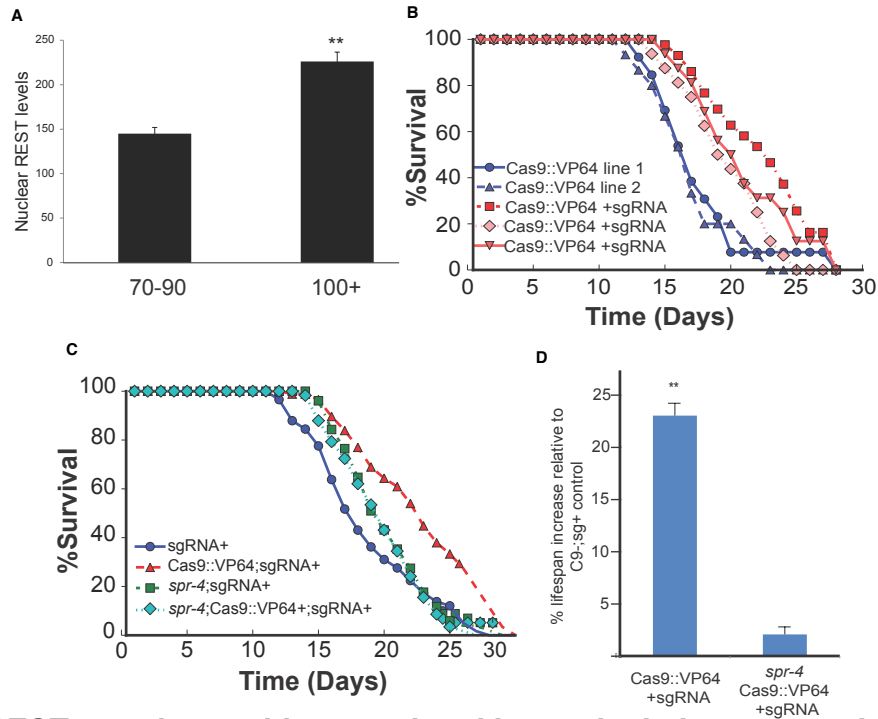 A
**
Nuclear REST levels
250
200
150
100
50
0
70-90
100+
B
%Survival
100
80
60
40
20
0
Cas9::VP64 line 1
Cas9::VP64 line 2
Cas9::VP64 +sgRNA
Cas9::VP64 +sgRNA
Cas9::VP64 +sgRNA
0 5 10 15 20 25 30
Time (Days)
C
%Survival
100
80
60
40
20
0
sgRNA+
Cas9::VP64;sgRNA+
spr-4;sgRNA+
spr-4;Cas9::VP64+;sgRNA+
0 5 10 15 20 25 30
Time (Days)
D
% lifespan increase relative to
C9-;sg+ control
25
20
15
10
5
**
Cas9::VP64
+sgRNA
spr-4
Cas9::VP64
+sgRNA